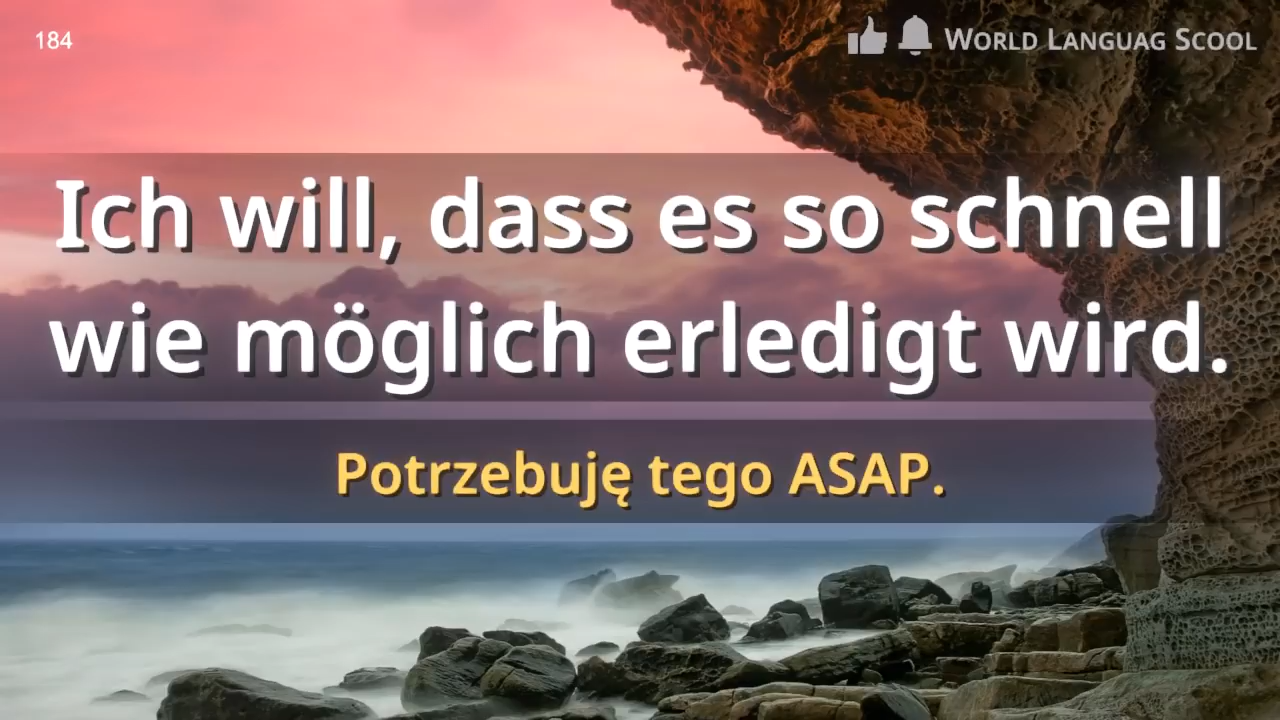 184
WORLD LANGUAG SCOOL
Ich will, dass es so schnell
wie möglich erledigt wird.
Potrzebuję tego ASAP.